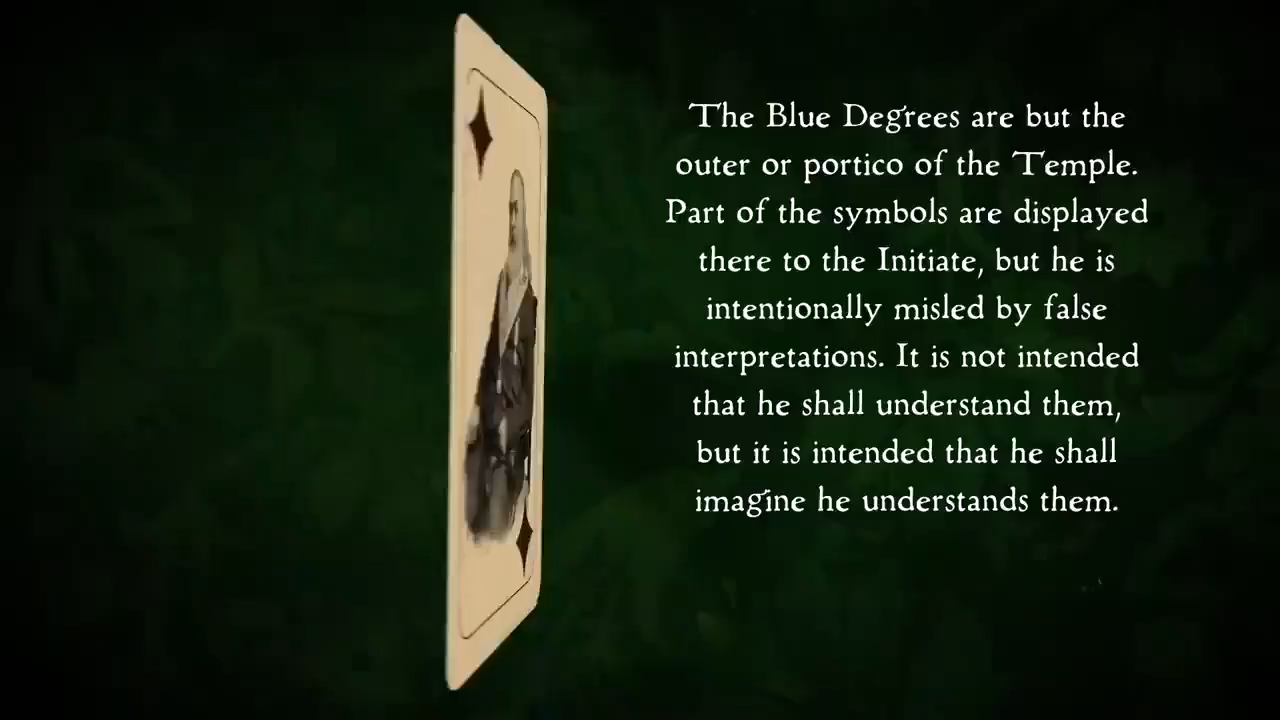 The Blue Degrees are but the
outer or portico of the Temple.
Part of the symbols are displayed
there to the Initiate, but he is
intentionally misled by false
interpretations. It is not intended
that he shall understand them,
but it is intended that he shall
imagine he understands them.